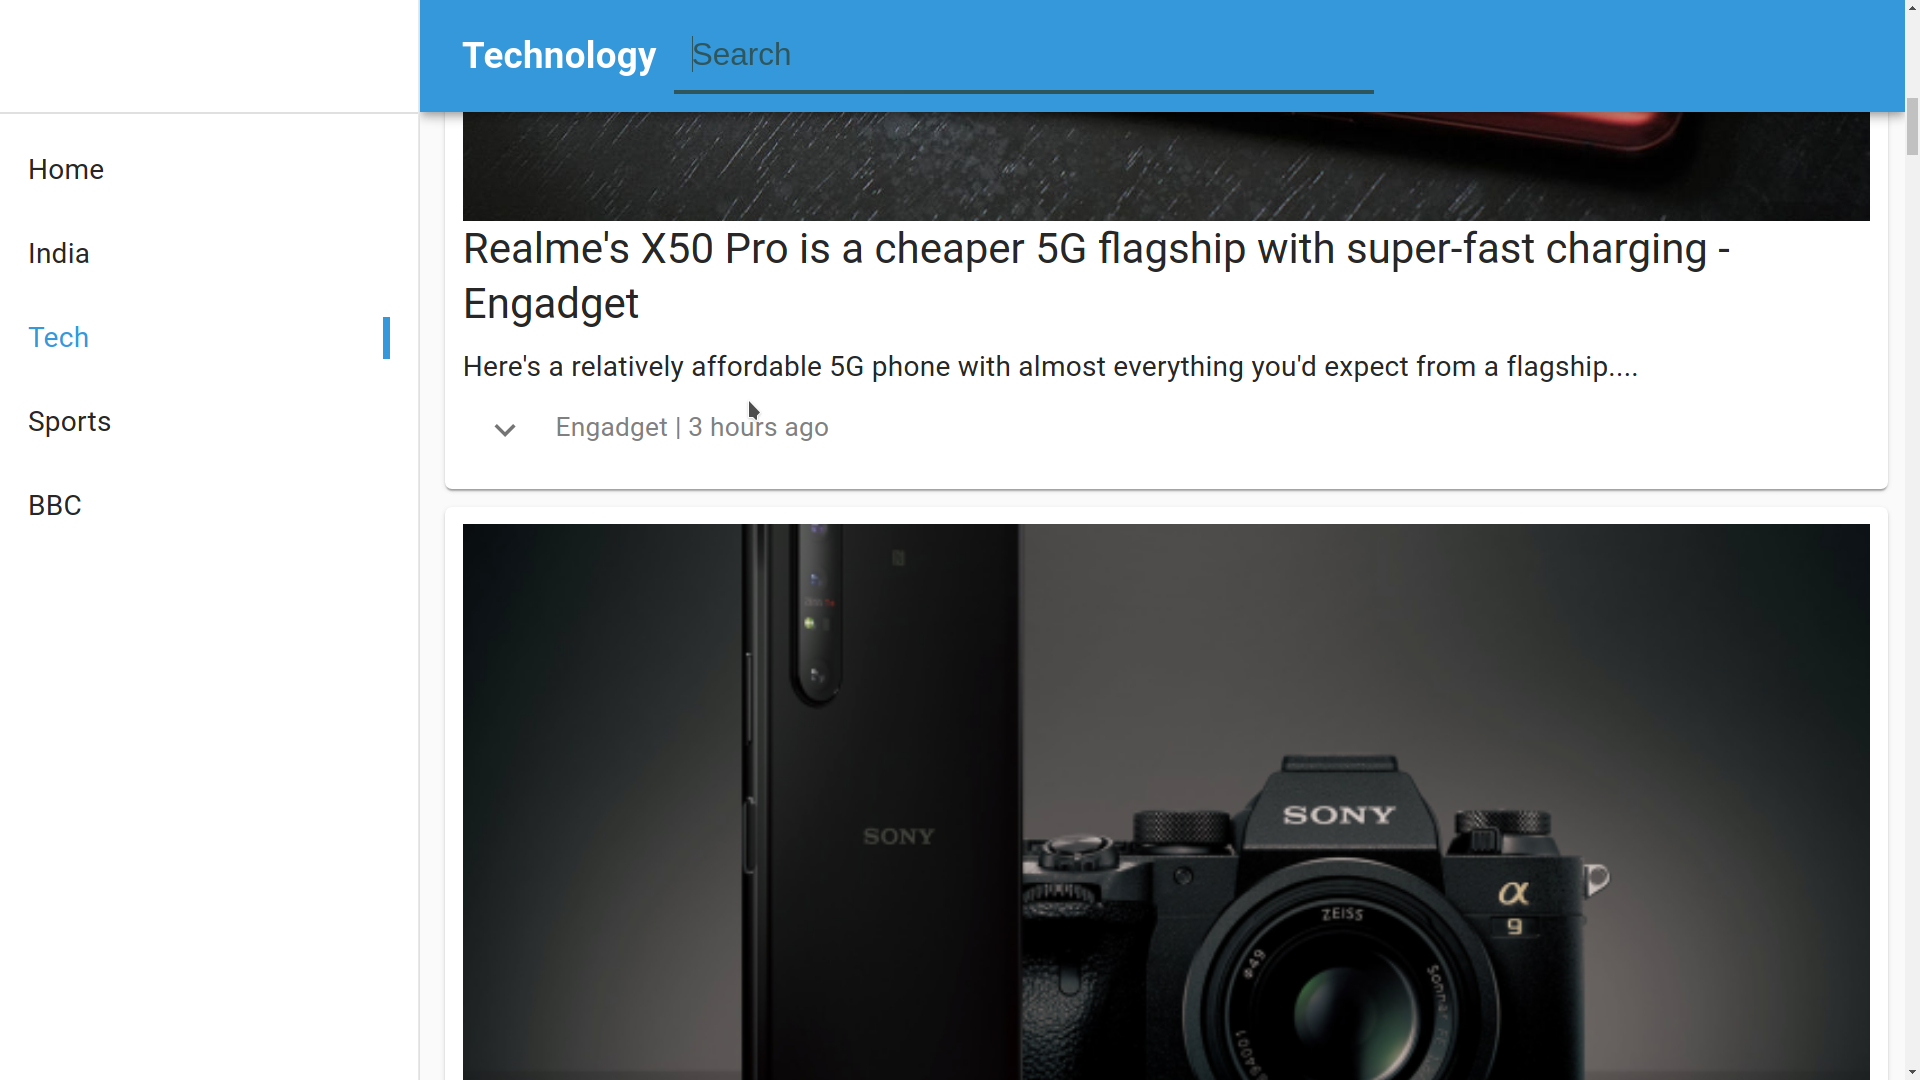 Technology
Search
Home
India
Tech
Sports
BBC
Realme's X50 Pro is a cheaper 5G flagship with super-fast charging -
Engadget
Here's a relatively affordable 5G phone with almost everything you'd expect from a flagship....
Engadget | 3 hours ago
SONY
SONY
α
9
ZEISS
ø49
Sonnar